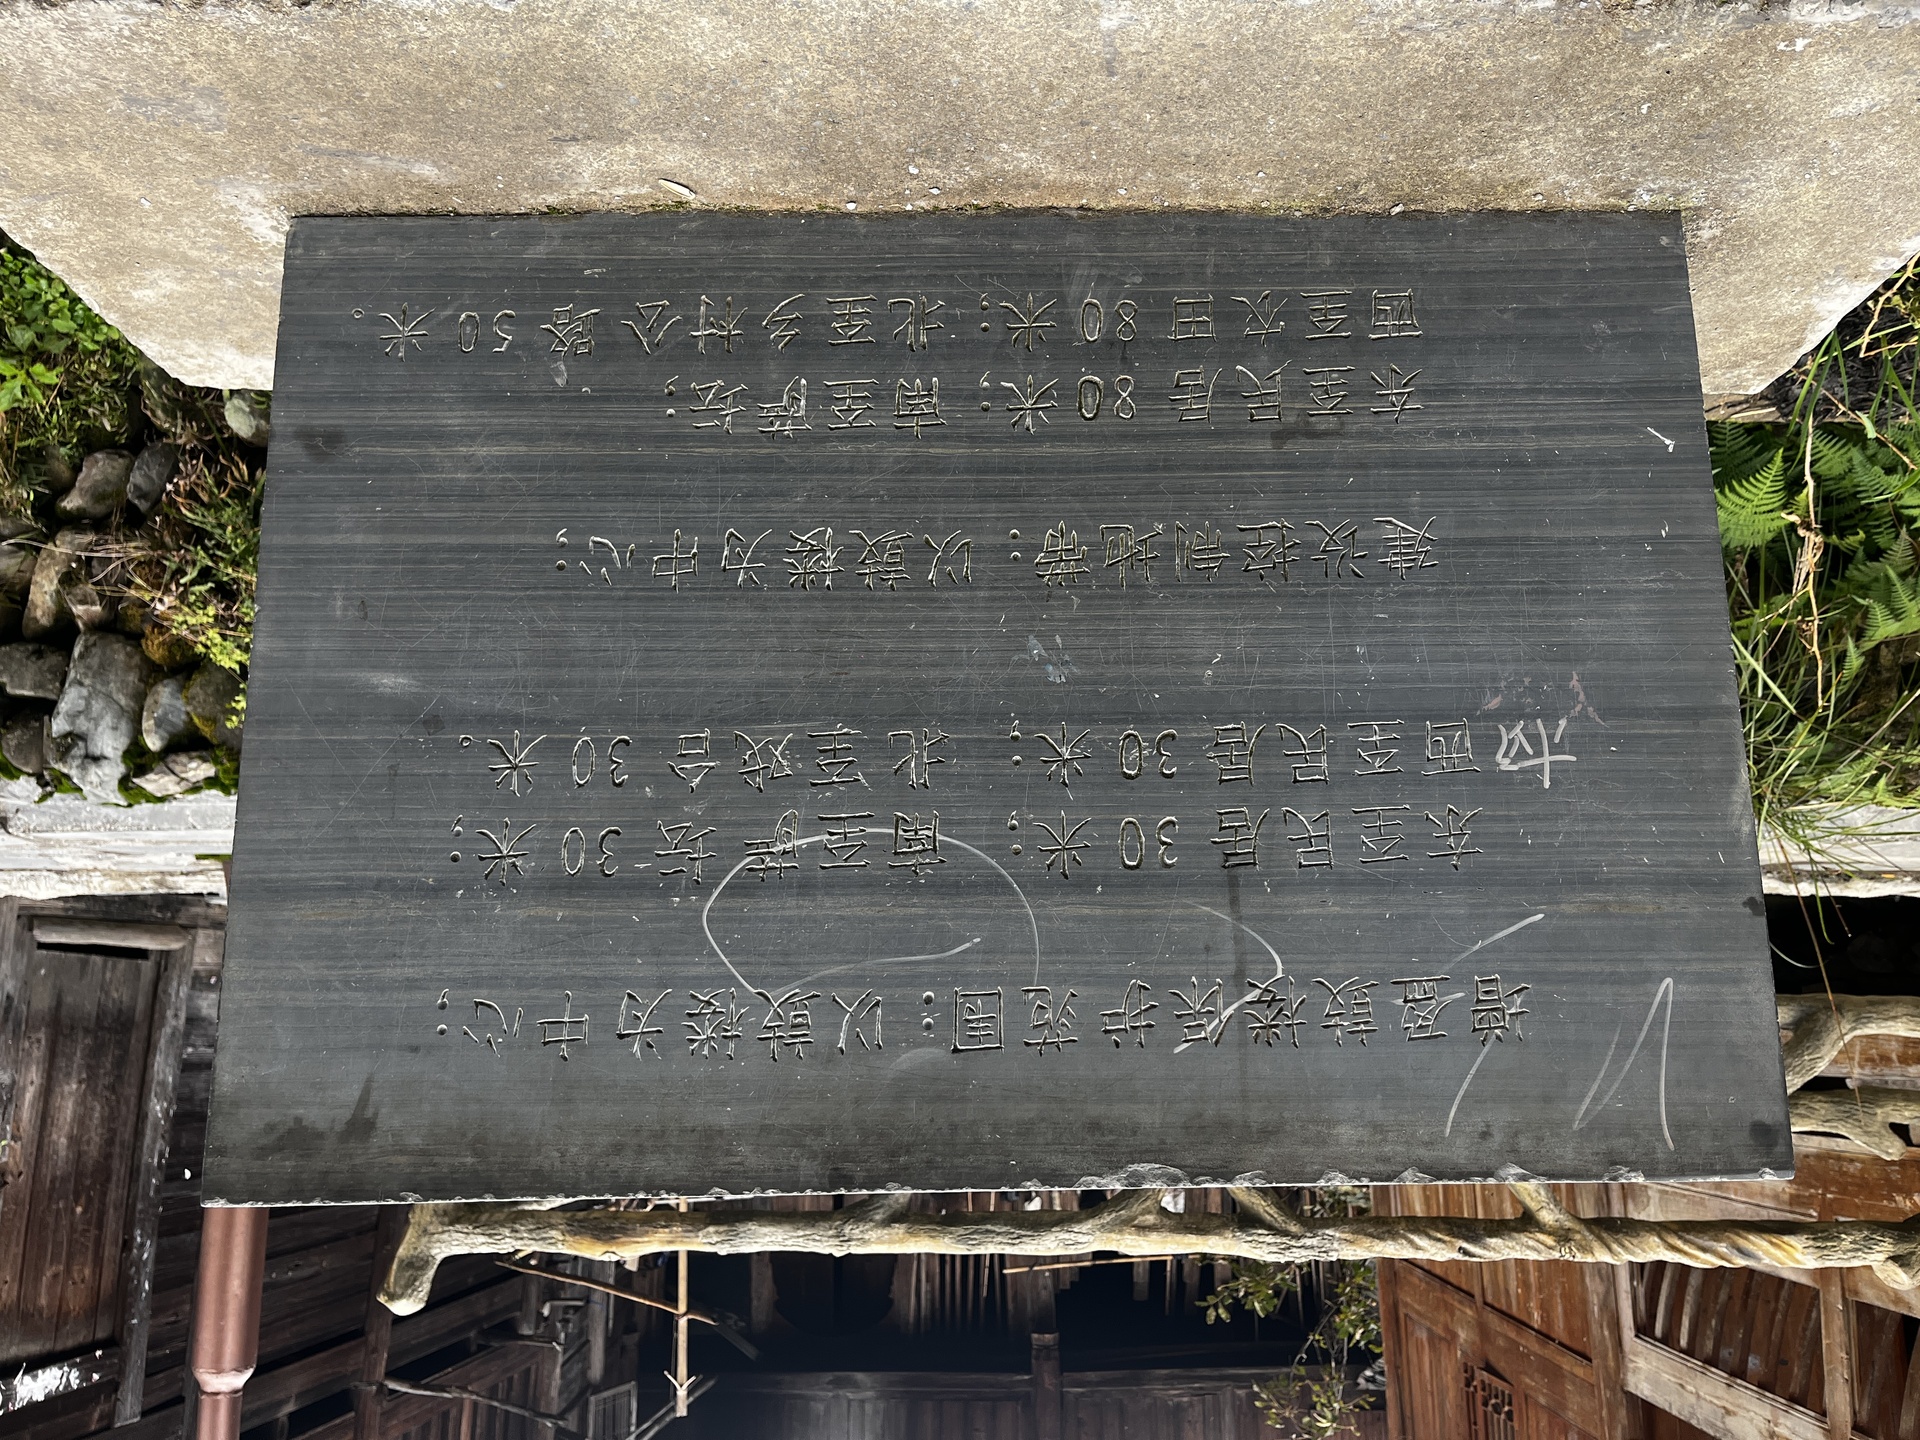 增盈鼓楼保护范围：以鼓楼为中心；
东至民居30米；南至萨坛30米；
西至民居30米；北至戏台30米。
建设控制地带：以鼓楼为中心；
东至民居80米；南至萨坛；
西至农田80米；北至乡村公路50米。